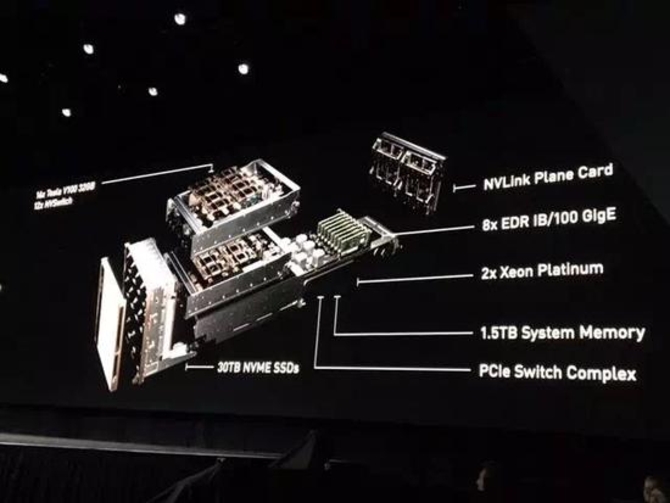 16x Tesla V100 32GB
12x NVSwitch
NVLink Plane Card
8x EDR IB/100 GigE
2x Xeon Platinum
1.5TB System Memory
PCIe Switch Complex
30TB NVME SSDs